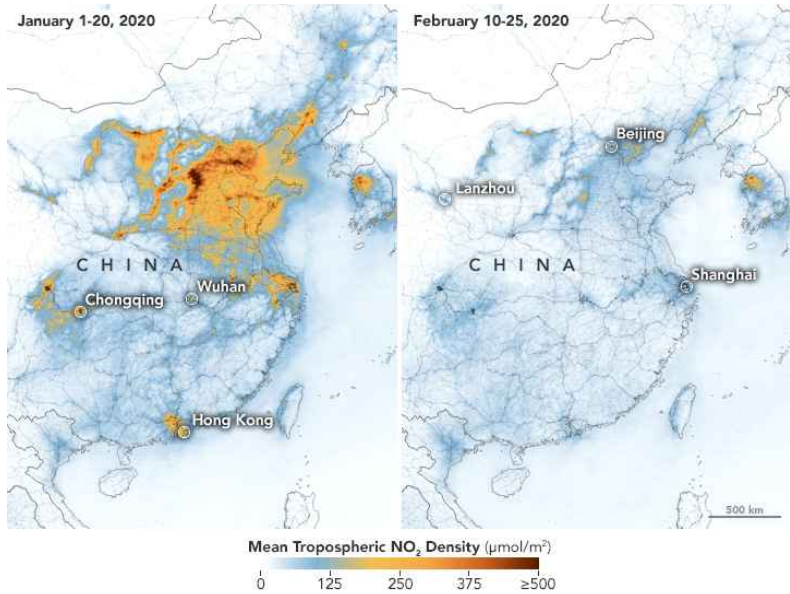 January 1-20, 2020
CHINA
Chongqing
Wuhan
Hong Kong
February 10-25, 2020
Beijing
Lanzhou
CHINA
Shanghai
500 km
Mean Tropospheric NO₂ Density (µmol/m²)
0 125 250 375 ≥500